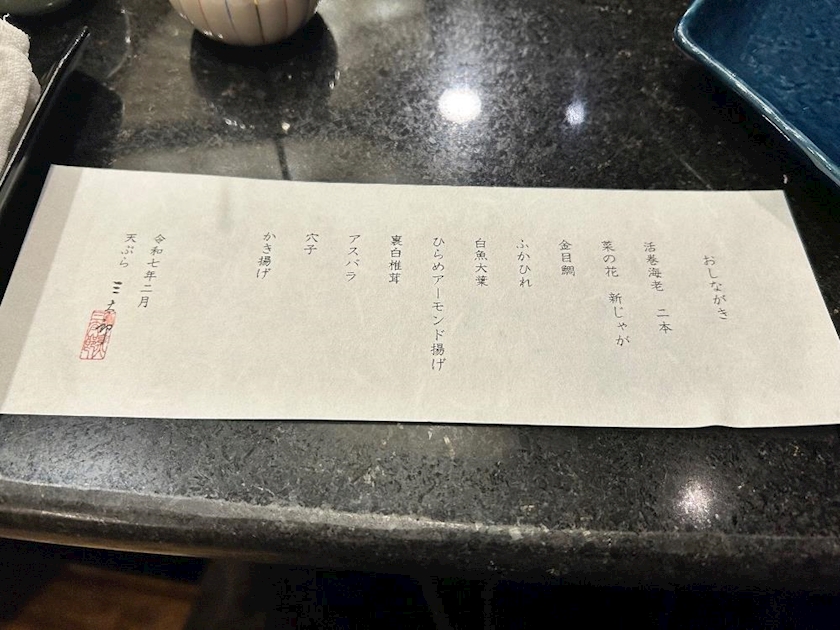 おしながき
活巻海老　二本
菜の花　新じゃが
金目鯛
ふかひれ
白魚大葉
ひらめアーモンド揚げ
裏白椎茸
アスパラ
穴子
かき揚げ
令和七年二月
天ぷら